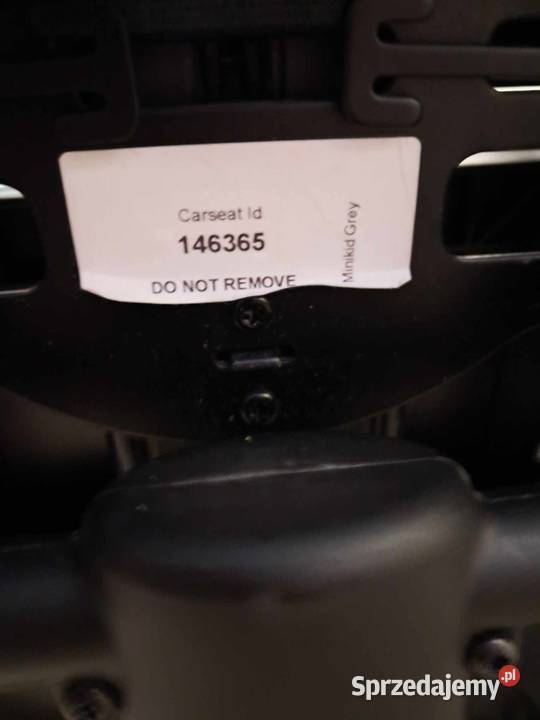 Carseat Id
146365
DO NOT REMOVE
Minikid Grey
Sprzedajemy.pl